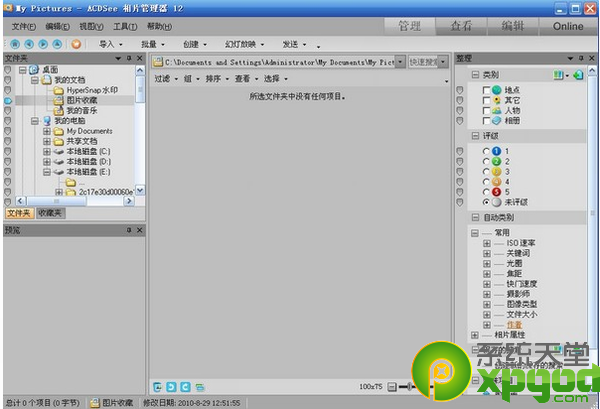 My Pictures - ACDSee 相片管理器 12
管理 查看 编辑 Online
文件(F) 编辑(E) 视图(V) 工具(T) 帮助(H)
导入 批量 创建 幻灯放映 发送
文件夹
桌面
我的文档
HyperSnap 水印
图片收藏
我的音乐
我的电脑
My Documents
共享文档
本地磁盘 (C:)
本地磁盘 (D:)
本地磁盘 (E:)
...
2c17e30d00060e
文件夹 收藏夹
预览
C:\Documents and Settings\Administrator\My Documents\My Pict
快速搜索
过滤 组 排序 查看 选择
所选文件夹中没有任何项目。
100x75
整理
类别
地点
其它
人物
相册
评级
1
2
3
4
5
未评级
自动类别
常用
ISO 速率
关键词
光圈
焦距
快门速度
摄影师
图像类型
文件大小
作者
相片属性
系统天堂
xpgod.com
总计 0 个项目 (0 字节) 图片收藏 修改日期: 2010-8-29 12:51:55